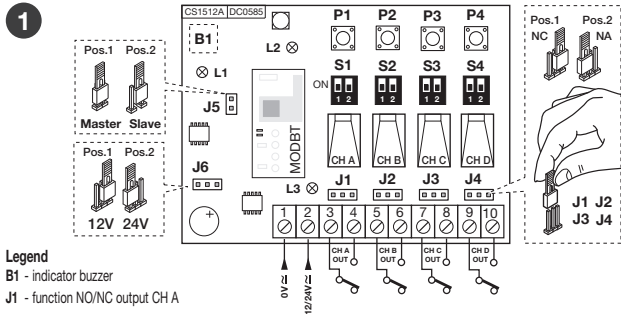 1
CS1512A DC0585
P1 P2 P3 P4
B1
L2
L1
Pos.1 Pos.2
Master Slave
J5
Pos.1 Pos.2
12V 24V
J6
MODBT
L3
S1 S2 S3 S4
ON
1 2 1 2 1 2 1 2
CH A CH B CH C CH D
J1 J2 J3 J4
1 2 3 4 5 6 7 8 9 10
0V ≂
12/24V ≂
CH A OUT
CH B OUT
CH C OUT
CH D OUT
Pos.1 Pos.2
NC NA
J1 J2
J3 J4
Legend
B1 - indicator buzzer
J1 - function NO/NC output CH A